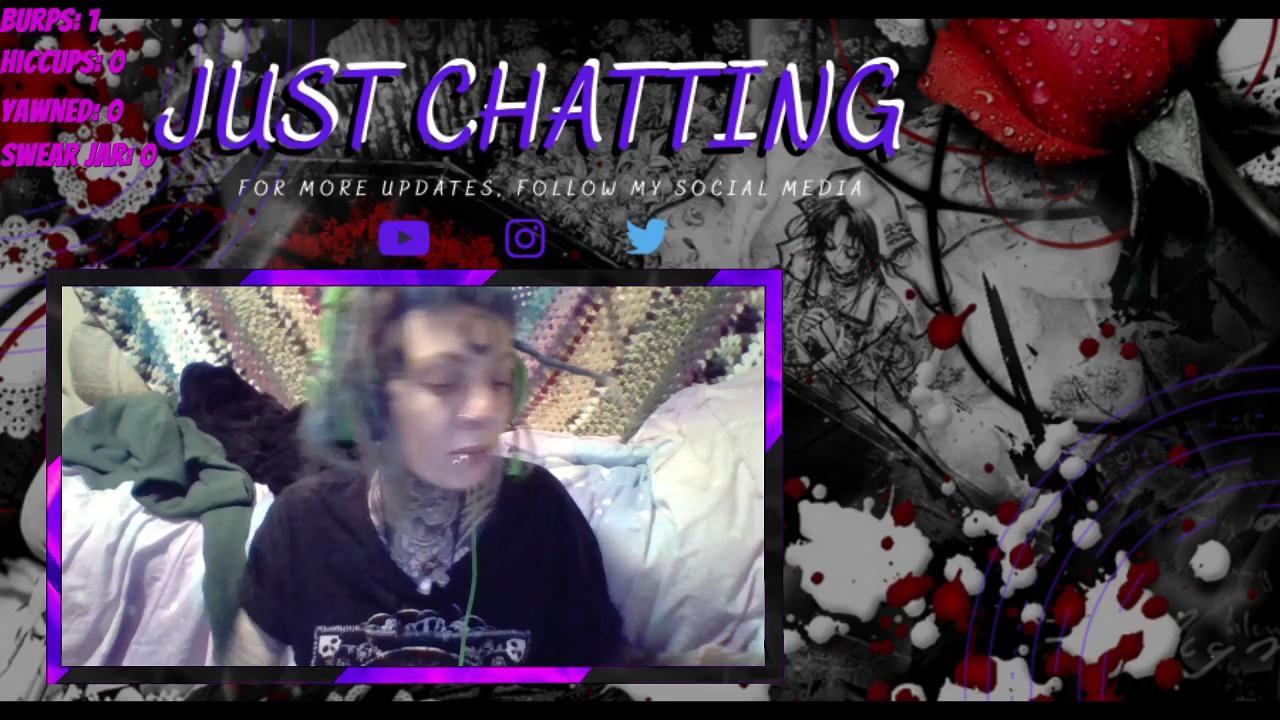 BURPS: 1
HICCUPS: 0
YAWNED: 0
SWEAR JAR: 0
JUST CHATTING
FOR MORE UPDATES, FOLLOW MY SOCIAL MEDIA